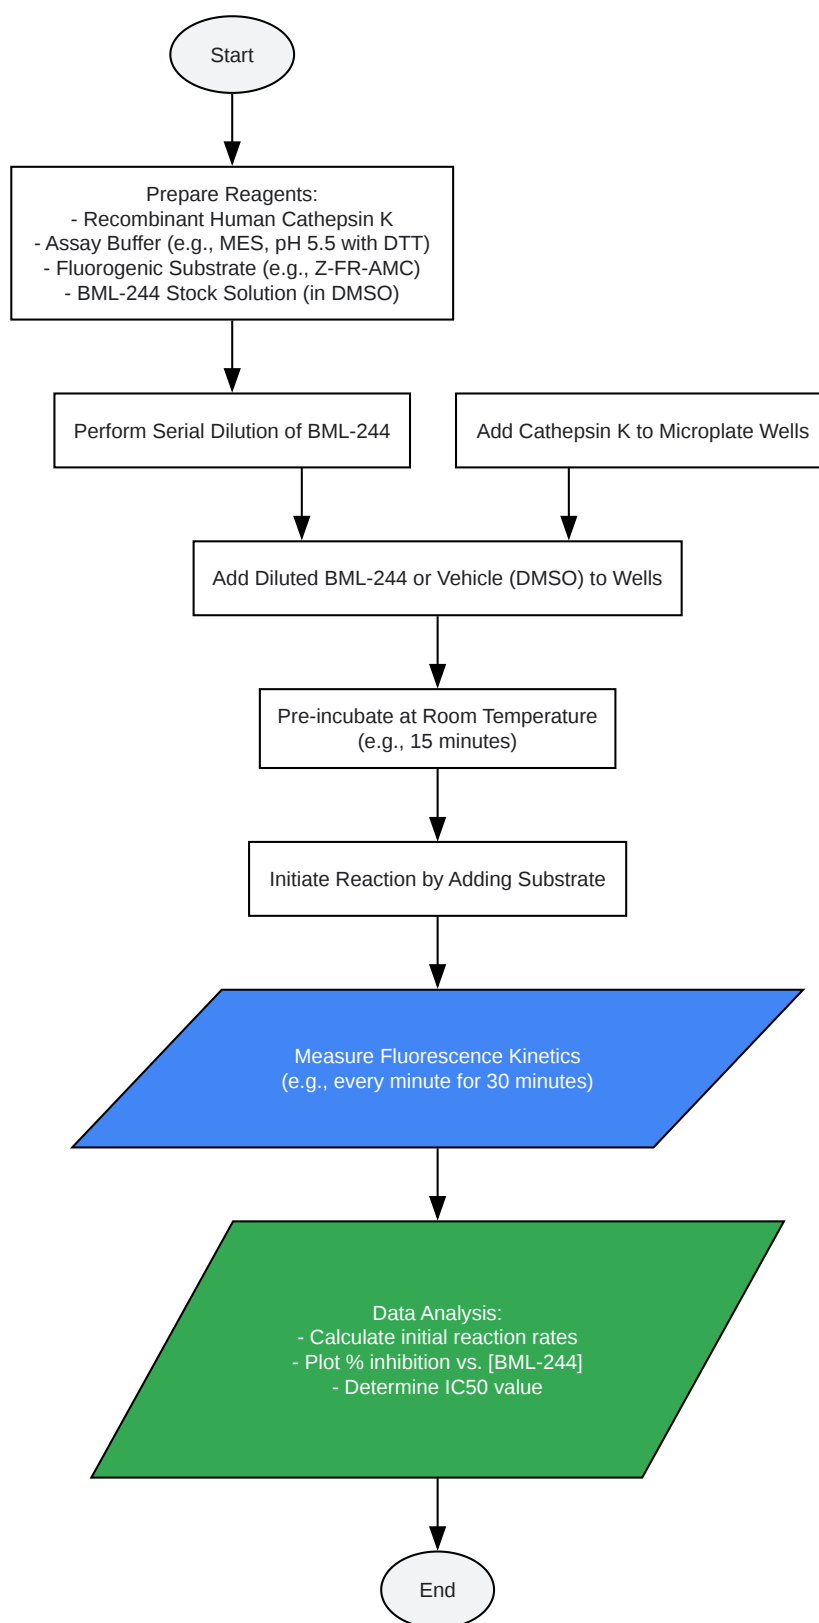 Start
Prepare Reagents:
- Recombinant Human Cathepsin K
- Assay Buffer (e.g., MES, pH 5.5 with DTT)
- Fluorogenic Substrate (e.g., Z-FR-AMC)
- BML-244 Stock Solution (in DMSO)
Perform Serial Dilution of BML-244
Add Cathepsin K to Microplate Wells
Add Diluted BML-244 or Vehicle (DMSO) to Wells
Pre-incubate at Room Temperature
(e.g., 15 minutes)
Initiate Reaction by Adding Substrate
Measure Fluorescence Kinetics
(e.g., every minute for 30 minutes)
Data Analysis:
- Calculate initial reaction rates
- Plot % inhibition vs. [BML-244]
- Determine IC50 value
End